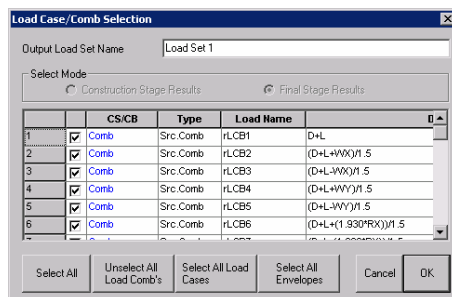 Load Case/Comb Selection
Output Load Set Name Load Set 1
Select Mode
Construction Stage Results Final Stage Results
CS/CB Type Load Name D
1 Comb Src.Comb rLCB1 D+L
2 Comb Src.Comb rLCB2 (D+L+WX)/1.5
3 Comb Src.Comb rLCB3 (D+L-WX)/1.5
4 Comb Src.Comb rLCB4 (D+L+WY)/1.5
5 Comb Src.Comb rLCB5 (D+L-WY)/1.5
6 Comb Src.Comb rLCB6 (D+L+(1.930*RX))/1.5
Select All Unselect All Load Comb's Select All Load Cases Select All Envelopes Cancel OK